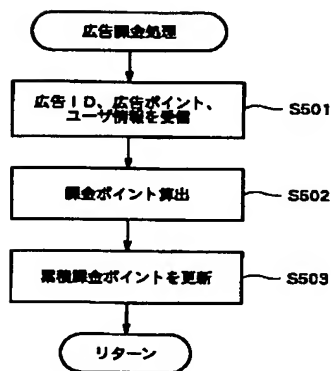 広告課金処理
広告ID、広告ポイント、
ユーザ情報を受信
S501
課金ポイント算出
S502
累積課金ポイントを更新
S503
リターン